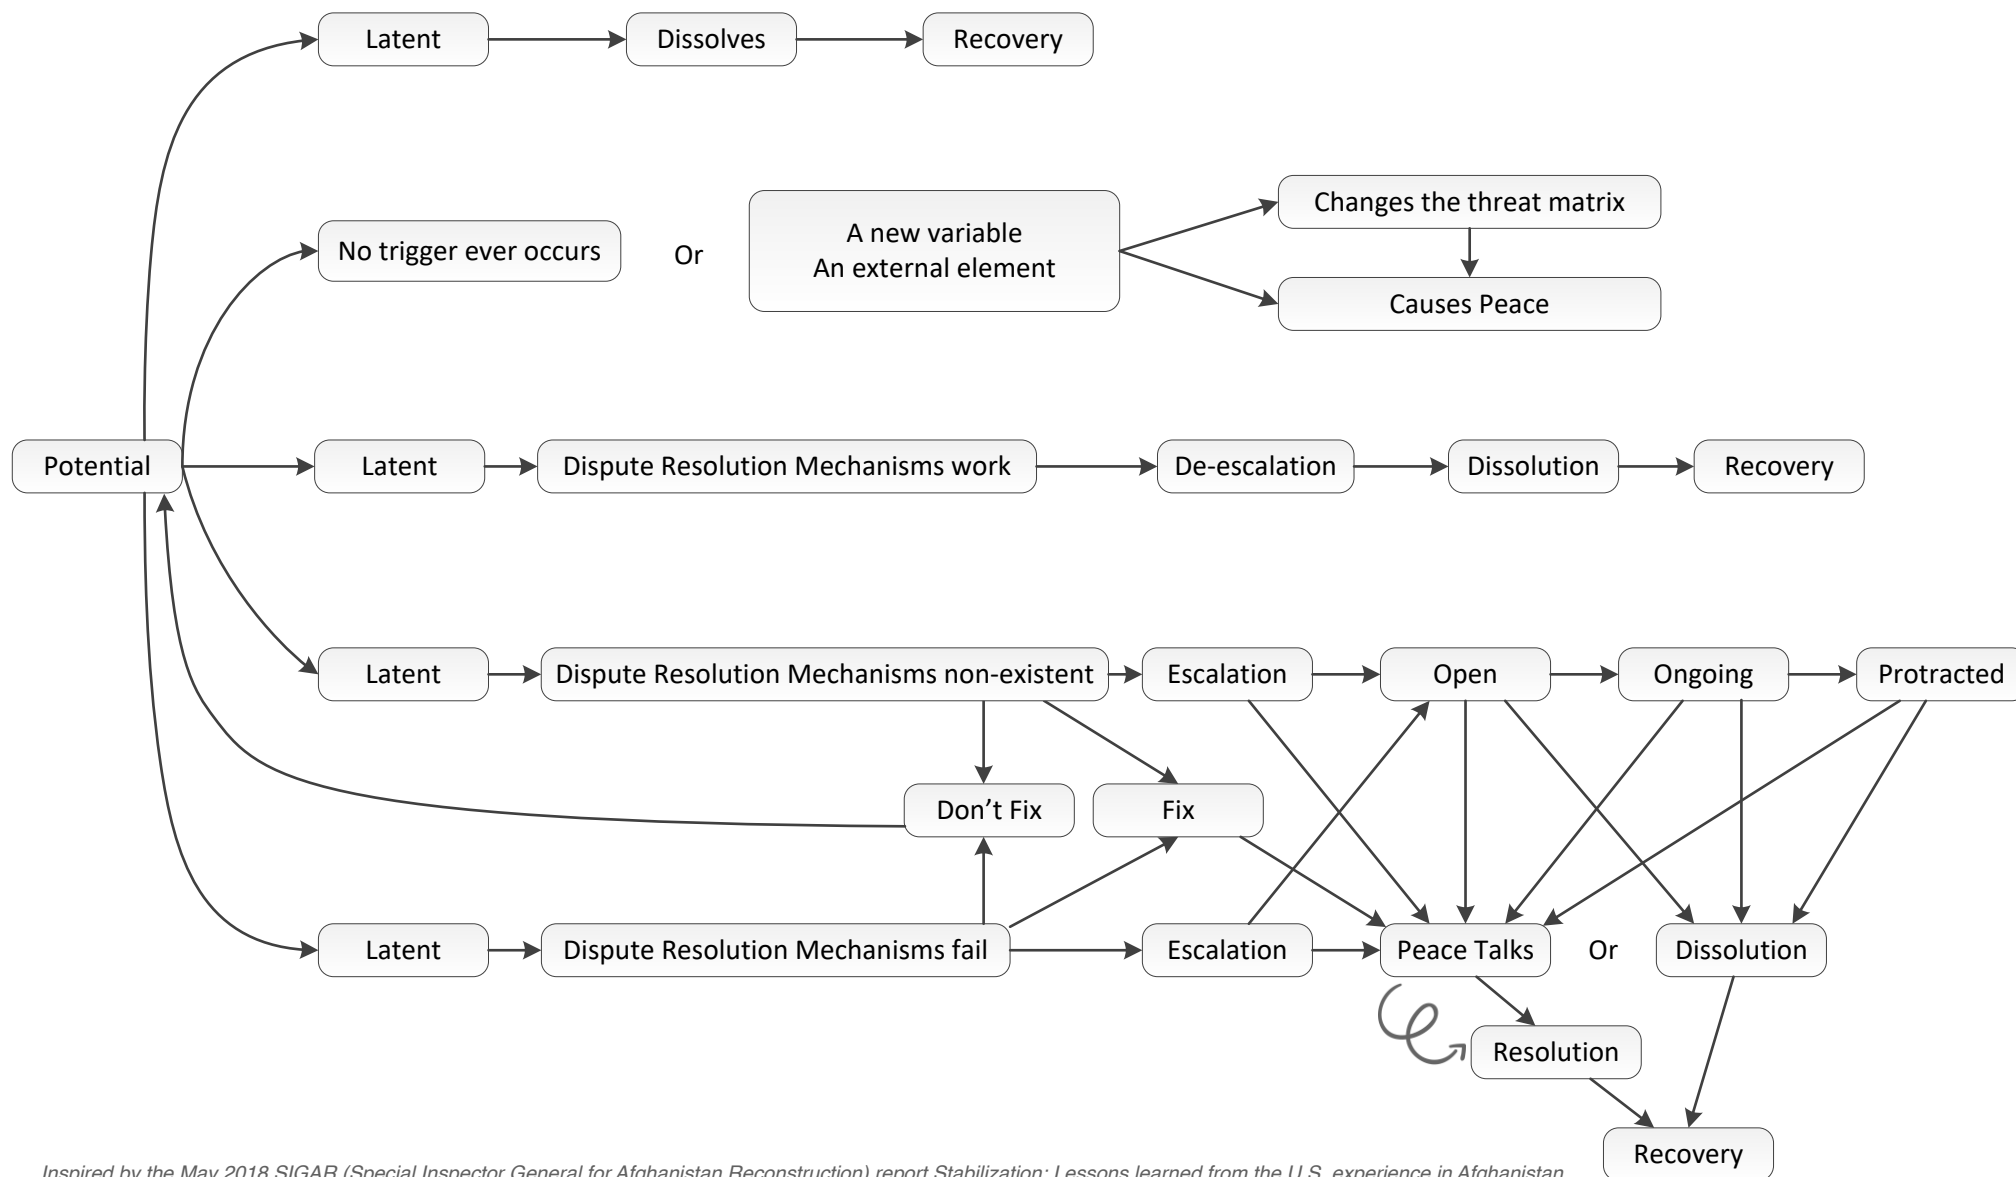 Latent
Dissolves
Recovery
No trigger ever occurs
Or
A new variable
An external element
Changes the threat matrix
Causes Peace
Potential
Latent
Dispute Resolution Mechanisms work
De-escalation
Dissolution
Recovery
Latent
Dispute Resolution Mechanisms non-existent
Escalation
Open
Ongoing
Protracted
Don’t Fix
Fix
Latent
Dispute Resolution Mechanisms fail
Escalation
Peace Talks
Or
Dissolution
Resolution
Recovery
Inspired by the May 2018 SIGAR (Special Inspector General for Afghanistan Reconstruction) report Stabilization: Lessons learned from the U.S. experience in Afghanistan